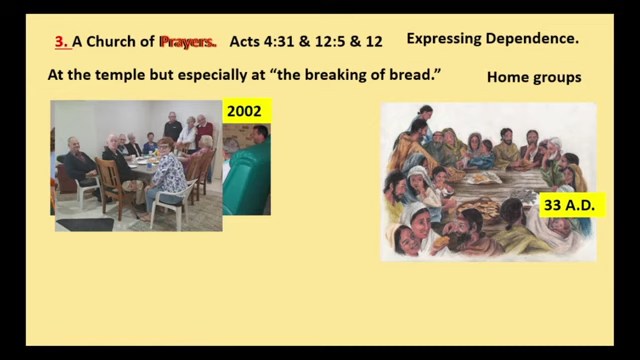 3. A Church of Prayers. Acts 4:31 & 12:5 & 12 Expressing Dependence.
At the temple but especially at “the breaking of bread.” Home groups
2002
33 A.D.